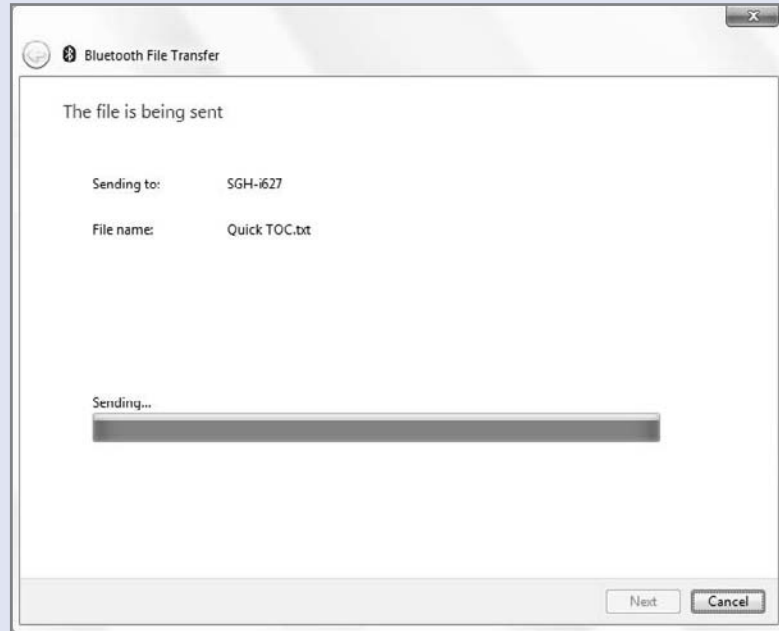 Bluetooth File Transfer
The file is being sent
Sending to: SGH-i627
File name: Quick TOC.txt
Sending...
Next Cancel